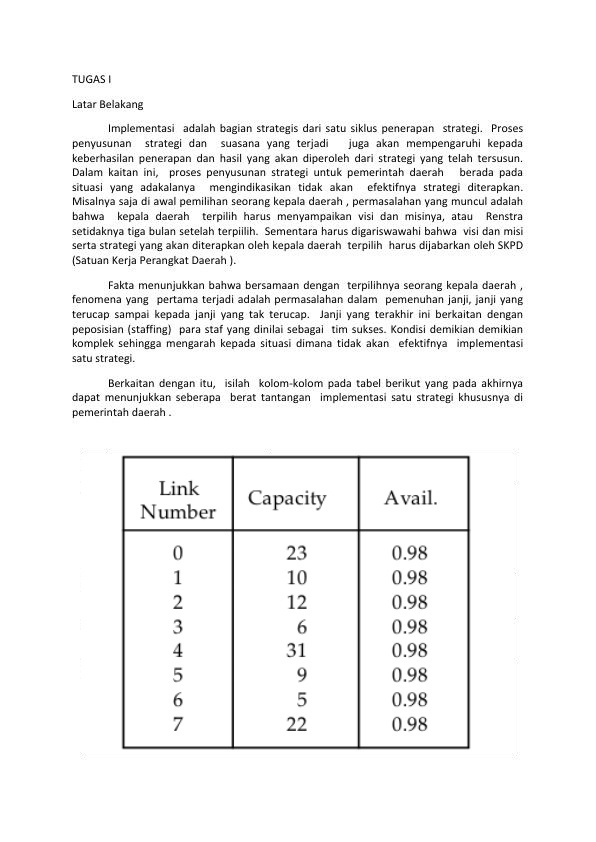 TUGAS I
Latar Belakang
Implementasi adalah bagian strategis dari satu siklus penerapan strategi. Proses
penyusunan strategi dan suasana yang terjadi juga akan mempengaruhi kepada
keberhasilan penerapan dan hasil yang akan diperoleh dari strategi yang telah tersusun.
Dalam kaitan ini, proses penyusunan strategi untuk pemerintah daerah berada pada
situasi yang adakalanya mengindikasikan tidak akan efektifnya strategi diterapkan.
Misalnya saja di awal pemilihan seorang kepala daerah , permasalahan yang muncul adalah
bahwa kepala daerah terpilih harus menyampaikan visi dan misinya, atau Renstra
setidaknya tiga bulan setelah terpiilih. Sementara harus digariswawahi bahwa visi dan misi
serta strategi yang akan diterapkan oleh kepala daerah terpilih harus dijabarkan oleh SKPD
(Satuan Kerja Perangkat Daerah ).
Fakta menunjukkan bahwa bersamaan dengan terpilihnya seorang kepala daerah ,
fenomena yang pertama terjadi adalah permasalahan dalam pemenuhan janji, janji yang
terucap sampai kepada janji yang tak terucap. Janji yang terakhir ini berkaitan dengan
peposisian (staffing) para staf yang dinilai sebagai tim sukses. Kondisi demikian demikian
komplek sehingga mengarah kepada situasi dimana tidak akan efektifnya implementasi
satu strategi.
Berkaitan dengan itu, isilah kolom-kolom pada tabel berikut yang pada akhirnya
dapat menunjukkan seberapa berat tantangan implementasi satu strategi khususnya di
pemerintah daerah .
Link Number Capacity Avail.
0 23 0.98
1 10 0.98
2 12 0.98
3 6 0.98
4 31 0.98
5 9 0.98
6 5 0.98
7 22 0.98